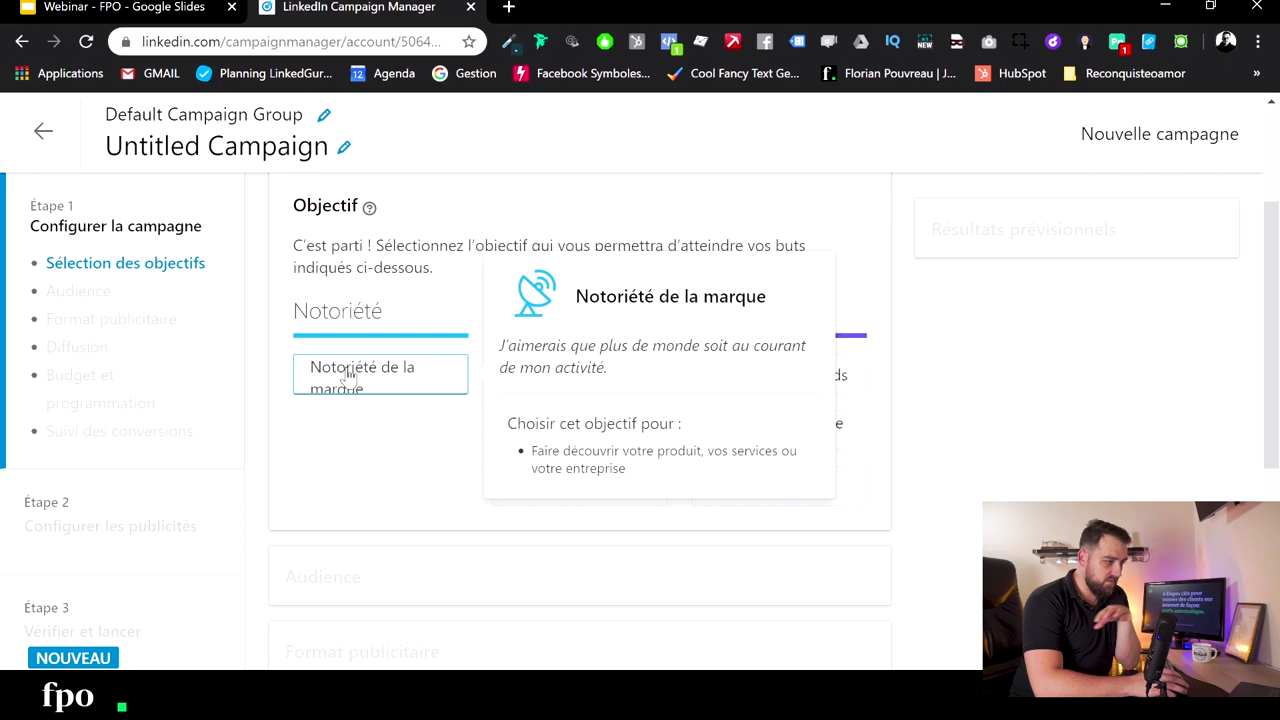 Webinar - FPO - Google Slides
LinkedIn Campaign Manager
linkedin.com/campaignmanager/account/5064...
Applications
GMAIL
Planning LinkedGur...
Agenda
Gestion
Facebook Symboles...
Cool Fancy Text Ge...
Florian Pouvreau | J...
HubSpot
Reconquisteoamor
Default Campaign Group
Untitled Campaign
Nouvelle campagne
Étape 1
Configurer la campagne
Sélection des objectifs
Audience
Format publicitaire
Diffusion
Budget et
programmation
Suivi des conversions
Étape 2
Configurer les publicités
Étape 3
Vérifier et lancer
NOUVEAU
Objectif
C'est parti ! Sélectionnez l'objectif qui vous permettra d'atteindre vos buts
indiqués ci-dessous.
Notoriété
Notoriété de la
marque
Notoriété de la marque
J'aimerais que plus de monde soit au courant
de mon activité.
Choisir cet objectif pour :
Faire découvrir votre produit, vos services ou
votre entreprise
ds
e
Audience
Format publicitaire
Résultats prévisionnels
fpo